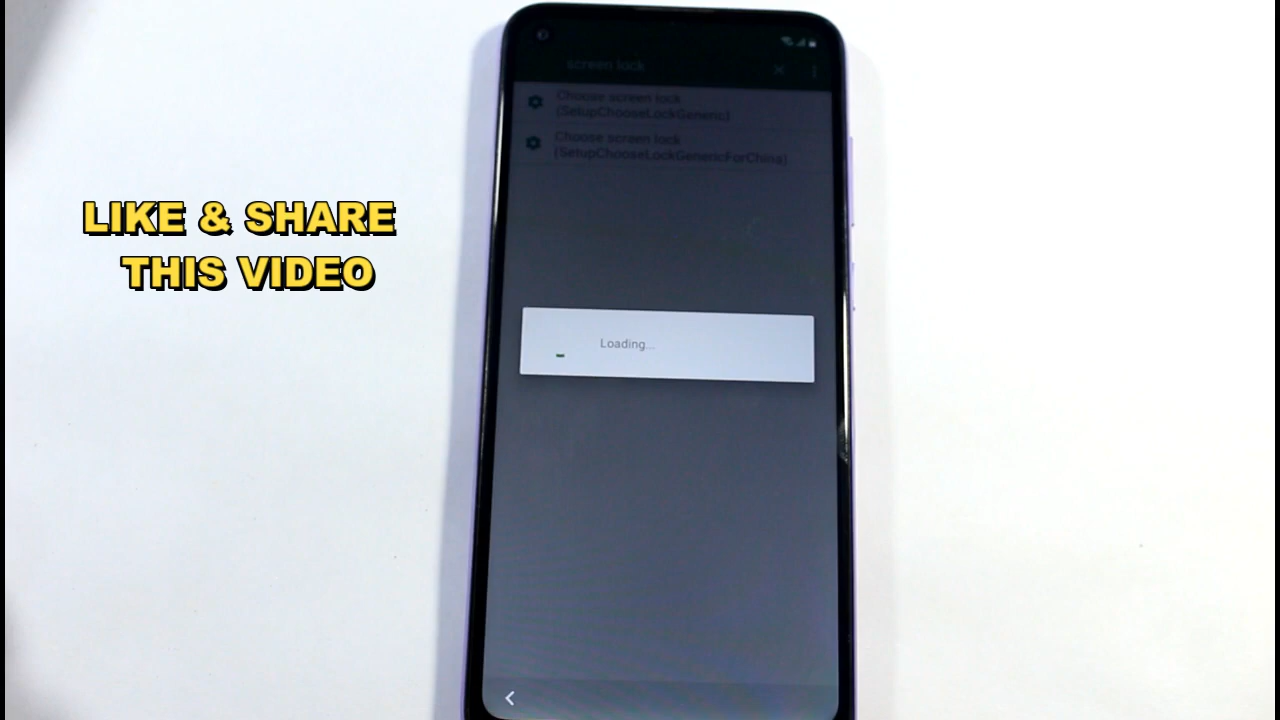 screen lock
Choose screen lock
(SetupChooseLockGeneric)
Choose screen lock
(SetupChooseLockGenericForChina)
LIKE & SHARE
THIS VIDEO
Loading...